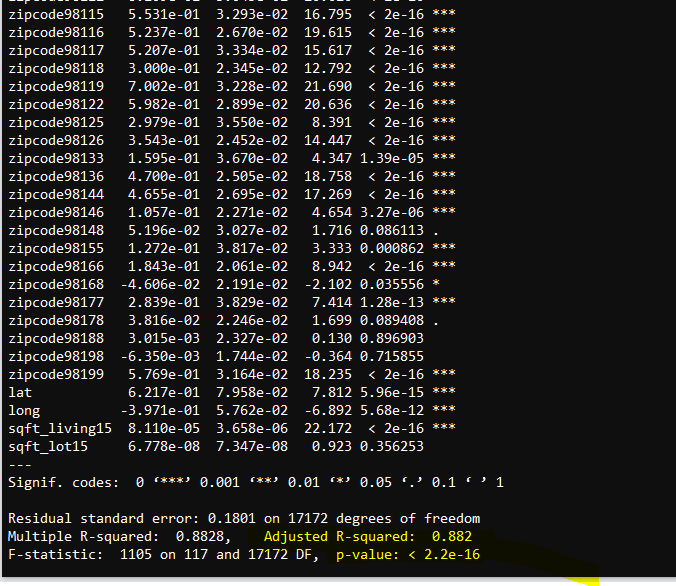 zipcode98115 5.531e-01 3.293e-02 16.795 < 2e-16 ***
zipcode98116 5.237e-01 2.670e-02 19.615 < 2e-16 ***
zipcode98117 5.207e-01 3.334e-02 15.617 < 2e-16 ***
zipcode98118 3.000e-01 2.345e-02 12.792 < 2e-16 ***
zipcode98119 7.002e-01 3.228e-02 21.690 < 2e-16 ***
zipcode98122 5.982e-01 2.899e-02 20.636 < 2e-16 ***
zipcode98125 2.979e-01 3.550e-02 8.391 < 2e-16 ***
zipcode98126 3.543e-01 2.452e-02 14.447 < 2e-16 ***
zipcode98133 1.595e-01 3.670e-02 4.347 1.39e-05 ***
zipcode98136 4.700e-01 2.505e-02 18.758 < 2e-16 ***
zipcode98144 4.655e-01 2.695e-02 17.269 < 2e-16 ***
zipcode98146 1.057e-01 2.271e-02 4.654 3.27e-06 ***
zipcode98148 5.196e-02 3.027e-02 1.716 0.086113 .
zipcode98155 1.272e-01 3.817e-02 3.333 0.000862 ***
zipcode98166 1.843e-01 2.061e-02 8.942 < 2e-16 ***
zipcode98168 -4.606e-02 2.191e-02 -2.102 0.035556 *
zipcode98177 2.839e-01 3.829e-02 7.414 1.28e-13 ***
zipcode98178 3.816e-02 2.246e-02 1.699 0.089408 .
zipcode98188 3.015e-03 2.327e-02 0.130 0.896903
zipcode98198 -6.350e-03 1.744e-02 -0.364 0.715855
zipcode98199 5.769e-01 3.164e-02 18.235 < 2e-16 ***
lat 6.217e-01 7.958e-02 7.812 5.96e-15 ***
long -3.971e-01 5.762e-02 -6.892 5.68e-12 ***
sqft_living15 8.110e-05 3.658e-06 22.172 < 2e-16 ***
sqft_lot15 6.778e-08 7.347e-08 0.923 0.356253
---
Signif. codes: 0 ‘***’ 0.001 ‘**’ 0.01 ‘*’ 0.05 ‘.’ 0.1 ‘ ’ 1
Residual standard error: 0.1801 on 17172 degrees of freedom
Multiple R-squared: 0.8828, Adjusted R-squared: 0.882
F-statistic: 1105 on 117 and 17172 DF, p-value: < 2.2e-16